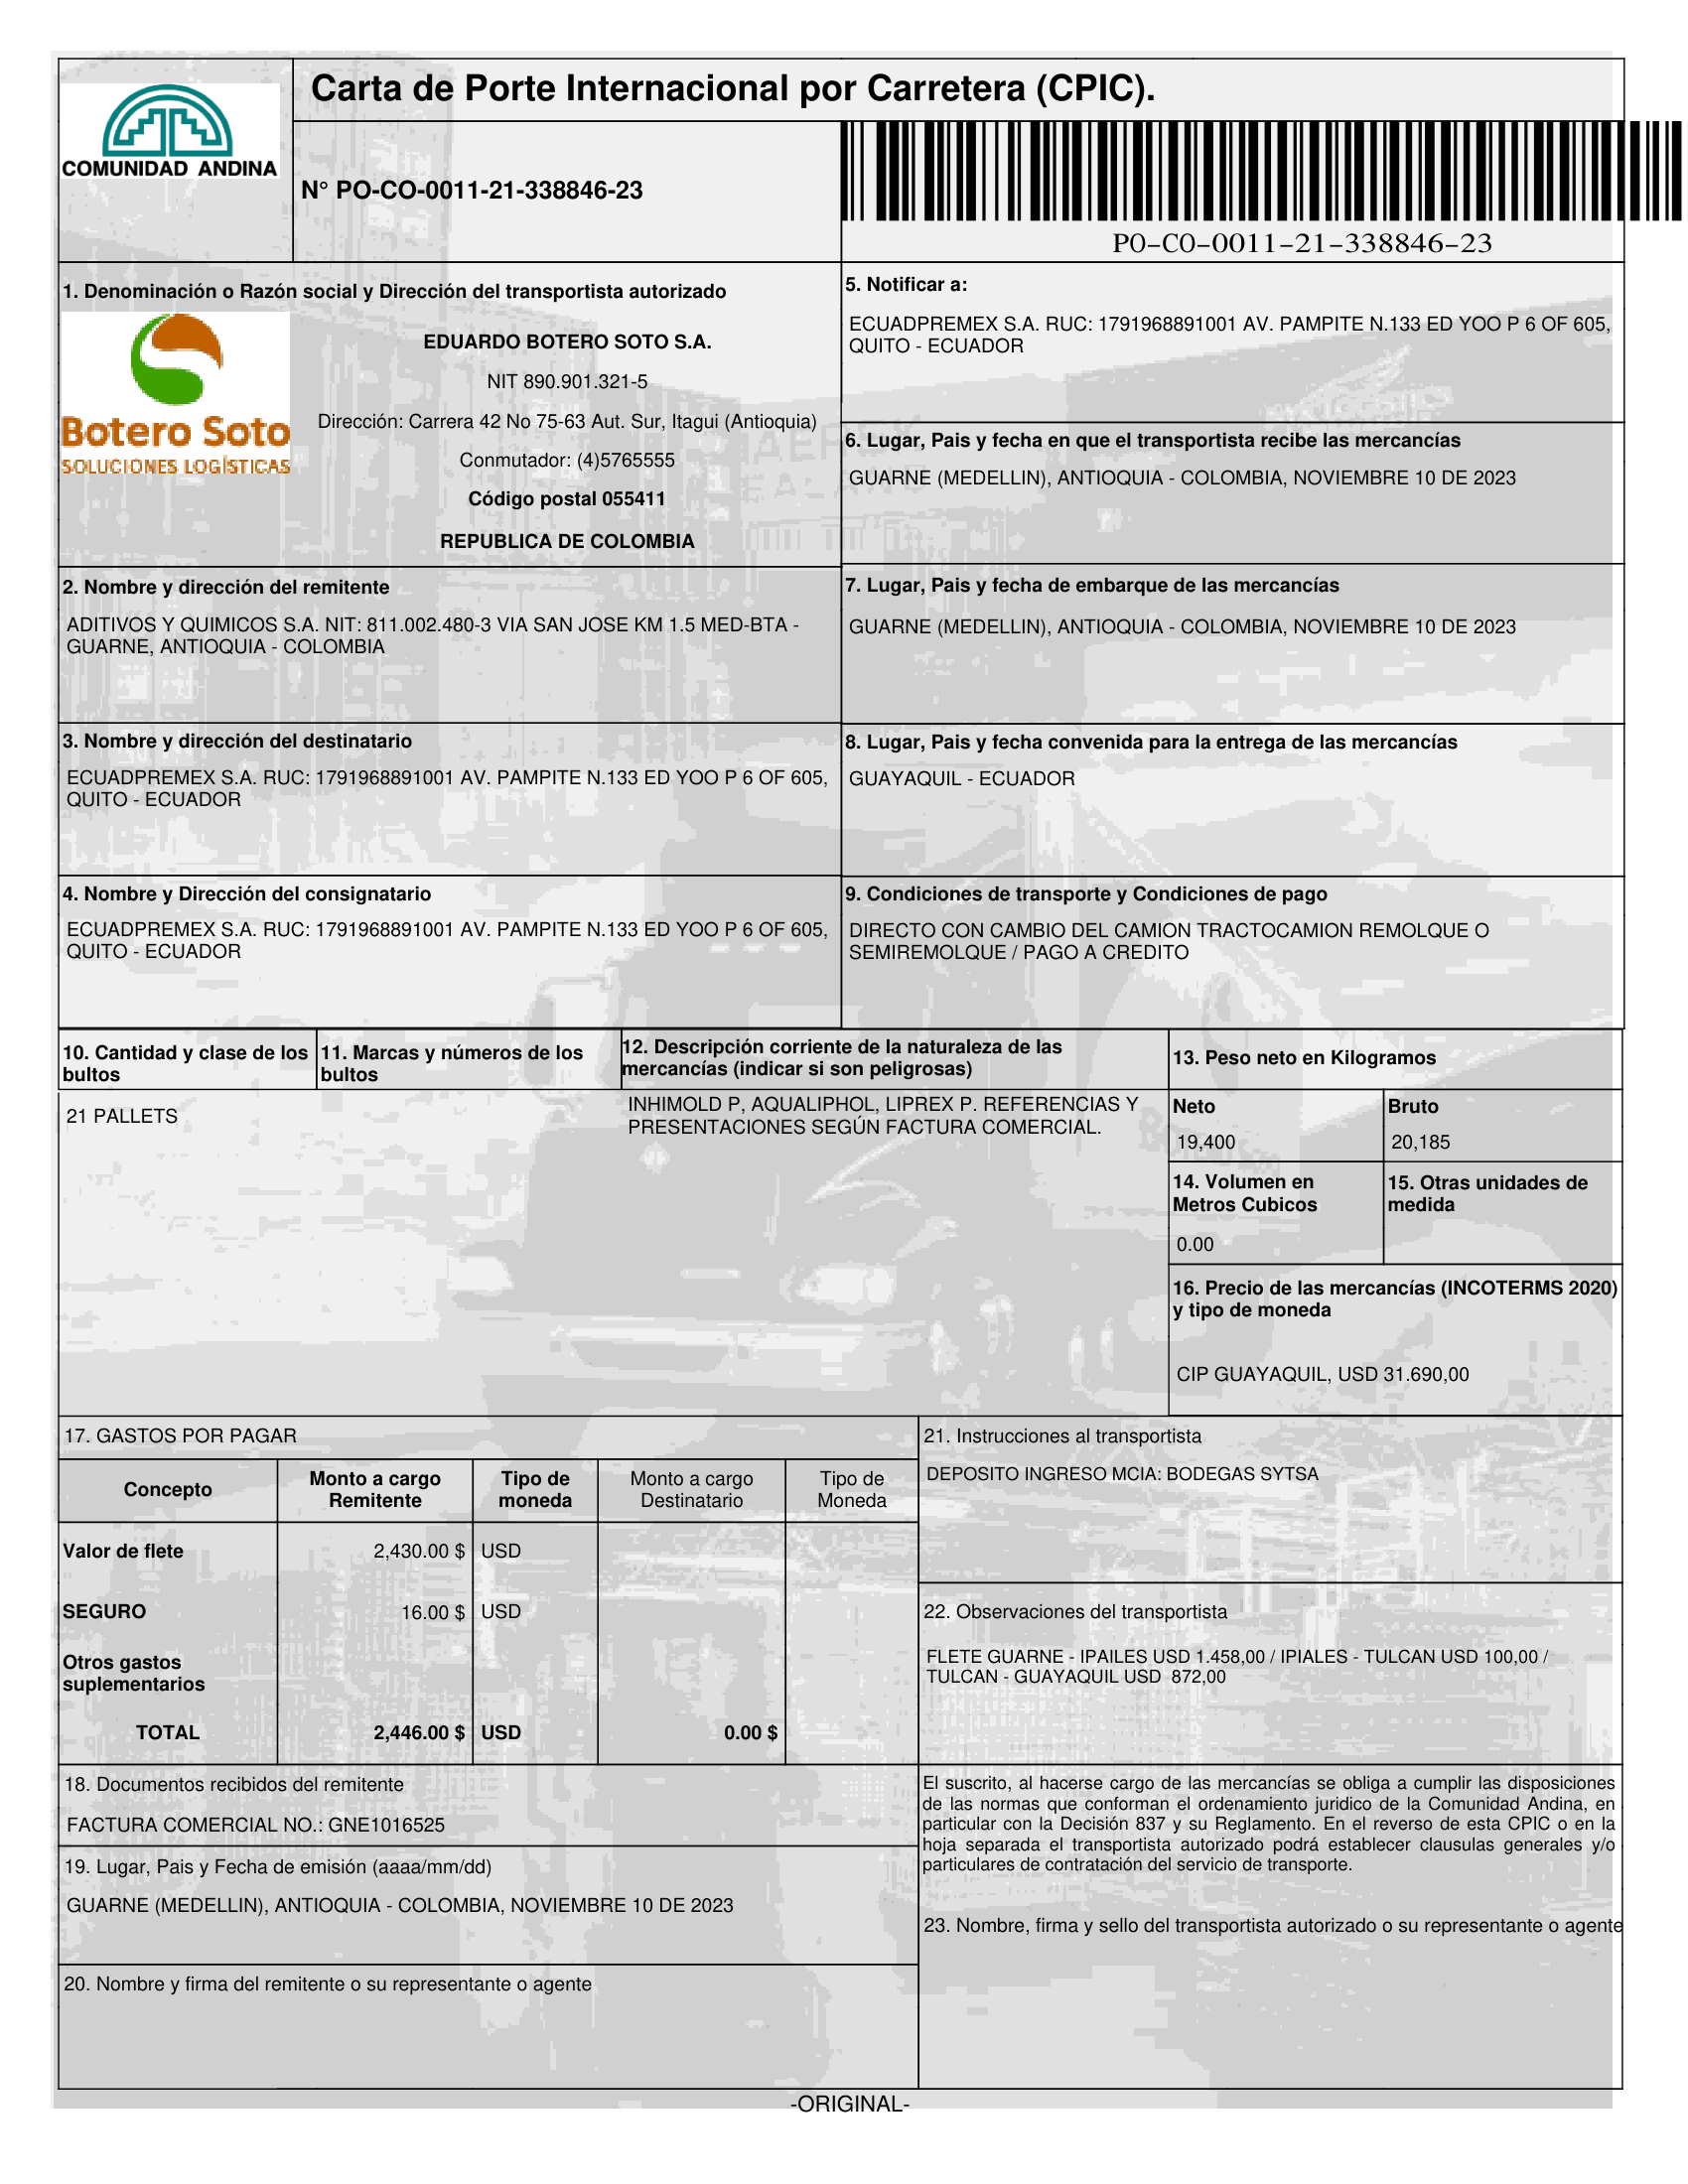 COMUNIDAD ANDINA
Carta de Porte Internacional por Carretera (CPIC).
N° PO-CO-0011-21-338846-23
PO-CO-0011-21-338846-23
1. Denominación o Razón social y Dirección del transportista autorizado
Botero Soto
SOLUCIONES LOGÍSTICAS
EDUARDO BOTERO SOTO S.A.
NIT 890.901.321-5
Dirección: Carrera 42 No 75-63 Aut. Sur, Itagui (Antioquia)
Conmutador: (4)5765555
Código postal 055411
REPUBLICA DE COLOMBIA
5. Notificar a:
ECUADPREMEX S.A. RUC: 1791968891001 AV. PAMPITE N.133 ED YOO P 6 OF 605,
QUITO - ECUADOR
6. Lugar, Pais y fecha en que el transportista recibe las mercancías
GUARNE (MEDELLIN), ANTIOQUIA - COLOMBIA, NOVIEMBRE 10 DE 2023
2. Nombre y dirección del remitente
ADITIVOS Y QUIMICOS S.A. NIT: 811.002.480-3 VIA SAN JOSE KM 1.5 MED-BTA -
GUARNE, ANTIOQUIA - COLOMBIA
7. Lugar, Pais y fecha de embarque de las mercancías
GUARNE (MEDELLIN), ANTIOQUIA - COLOMBIA, NOVIEMBRE 10 DE 2023
3. Nombre y dirección del destinatario
ECUADPREMEX S.A. RUC: 1791968891001 AV. PAMPITE N.133 ED YOO P 6 OF 605,
QUITO - ECUADOR
8. Lugar, Pais y fecha convenida para la entrega de las mercancías
GUAYAQUIL - ECUADOR
4. Nombre y Dirección del consignatario
ECUADPREMEX S.A. RUC: 1791968891001 AV. PAMPITE N.133 ED YOO P 6 OF 605,
QUITO - ECUADOR
9. Condiciones de transporte y Condiciones de pago
DIRECTO CON CAMBIO DEL CAMION TRACTOCAMION REMOLQUE O
SEMIREMOLQUE / PAGO A CREDITO
10. Cantidad y clase de los
bultos
11. Marcas y números de los
bultos
12. Descripción corriente de la naturaleza de las
mercancías (indicar si son peligrosas)
13. Peso neto en Kilogramos
21 PALLETS
INHIMOLD P, AQUALIPHOL, LIPREX P. REFERENCIAS Y
PRESENTACIONES SEGÚN FACTURA COMERCIAL.
Neto
19,400
Bruto
20,185
14. Volumen en
Metros Cubicos
0.00
15. Otras unidades de
medida
16. Precio de las mercancías (INCOTERMS 2020)
y tipo de moneda
CIP GUAYAQUIL, USD 31.690,00
17. GASTOS POR PAGAR
Concepto
Monto a cargo
Remitente
Tipo de
moneda
Monto a cargo
Destinatario
Tipo de
Moneda
Valor de flete 2,430.00 $ USD
SEGURO 16.00 $ USD
Otros gastos
suplementarios
TOTAL 2,446.00 $ USD 0.00 $
21. Instrucciones al transportista
DEPOSITO INGRESO MCIA: BODEGAS SYTSA
22. Observaciones del transportista
FLETE GUARNE - IPAILES USD 1.458,00 / IPIALES - TULCAN USD 100,00 /
TULCAN - GUAYAQUIL USD 872,00
18. Documentos recibidos del remitente
FACTURA COMERCIAL NO.: GNE1016525
19. Lugar, Pais y Fecha de emisión (aaaa/mm/dd)
GUARNE (MEDELLIN), ANTIOQUIA - COLOMBIA, NOVIEMBRE 10 DE 2023
20. Nombre y firma del remitente o su representante o agente
El suscrito, al hacerse cargo de las mercancías se obliga a cumplir las disposiciones
de las normas que conforman el ordenamiento juridico de la Comunidad Andina, en
particular con la Decisión 837 y su Reglamento. En el reverso de esta CPIC o en la
hoja separada el transportista autorizado podrá establecer clausulas generales y/o
particulares de contratación del servicio de transporte.
23. Nombre, firma y sello del transportista autorizado o su representante o agente
-ORIGINAL-